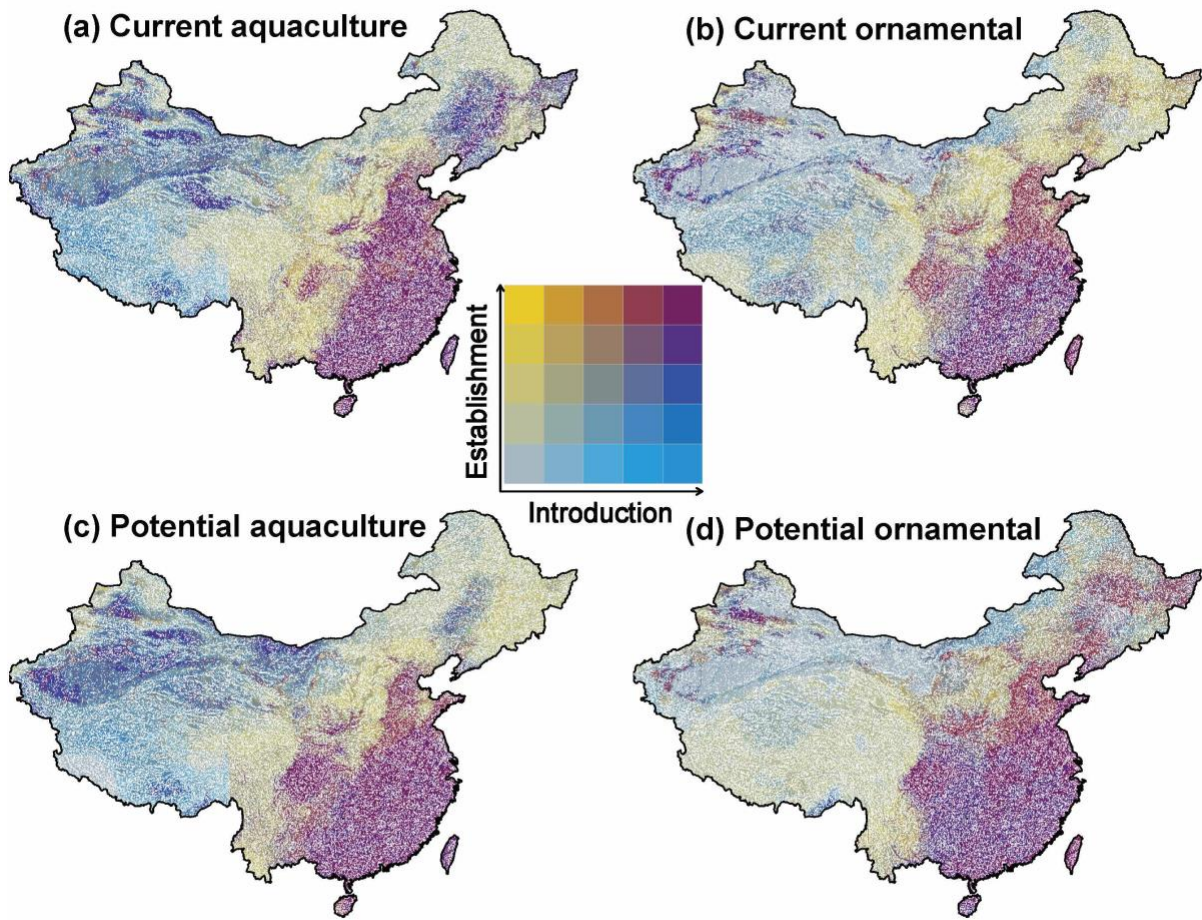 (a) Current aquaculture
(b) Current ornamental
Establishment
Introduction
(c) Potential aquaculture
(d) Potential ornamental